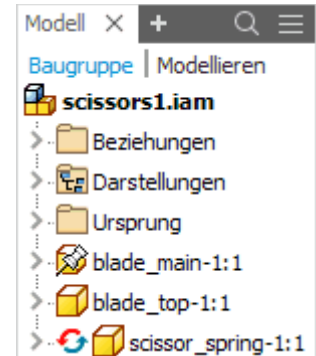 Modell
Baugruppe | Modellieren
scissors1.iam
Beziehungen
Darstellungen
Ursprung
blade_main-1:1
blade_top-1:1
scissor_spring-1:1